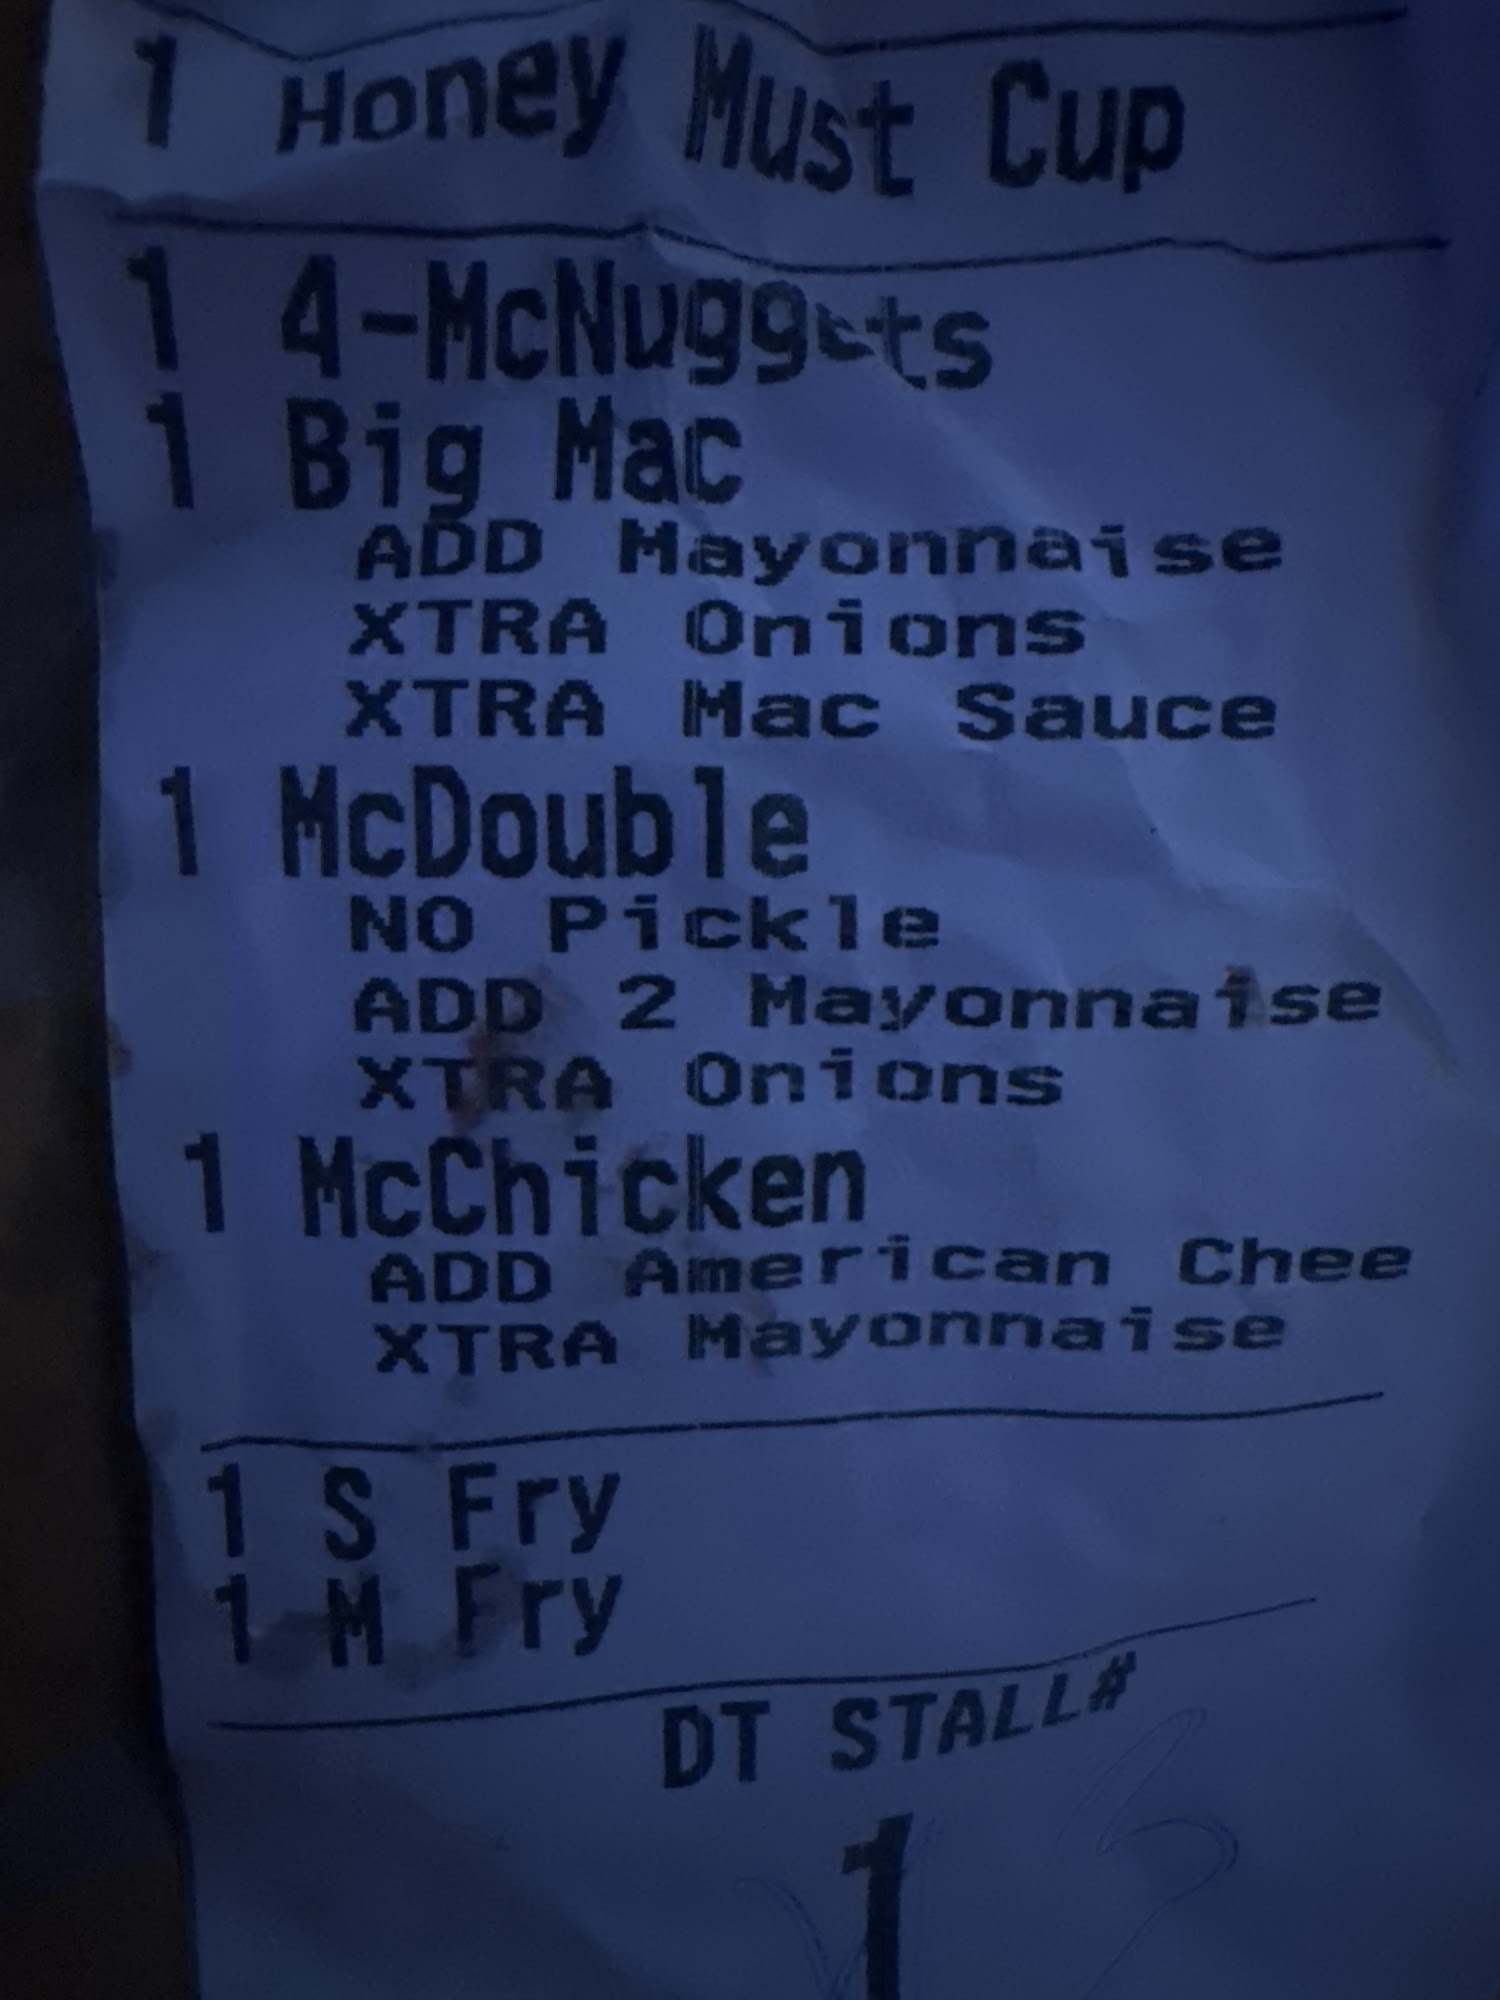 1 Honey Must Cup
1 4-McNuggets
1 Big Mac
ADD Mayonnaise
XTRA Onions
XTRA Mac Sauce
1 McDouble
NO Pickle
ADD 2 Mayonnaise
XTRA Onions
1 McChicken
ADD American Chee
XTRA Mayonnaise
1 S Fry
1 M Fry
DT STALL#
1